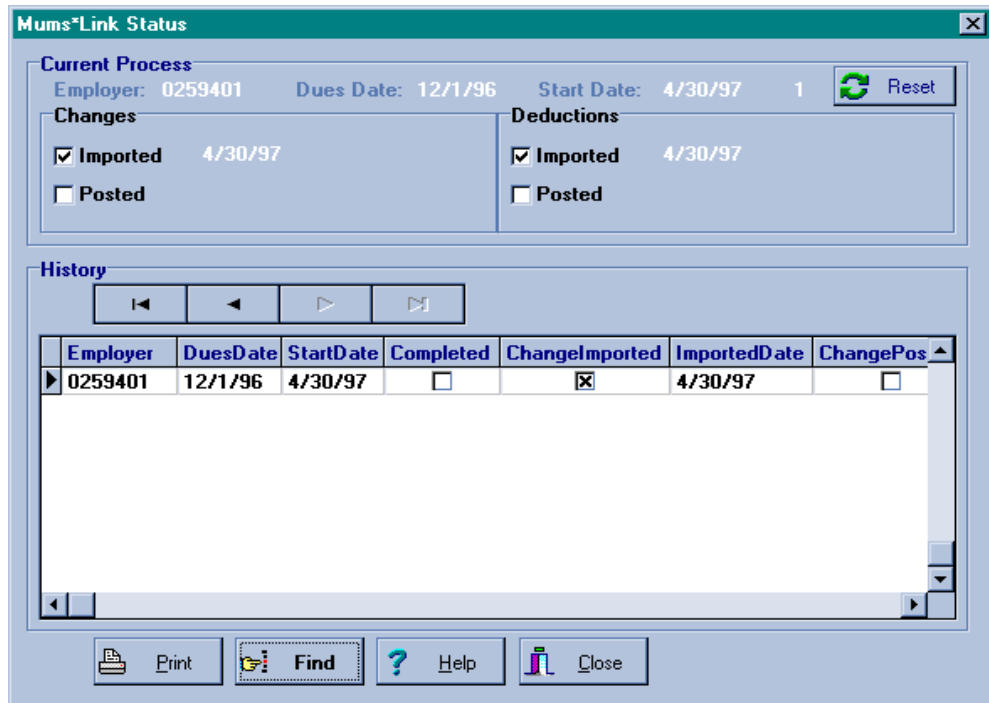 Mums*Link Status
Current Process
Employer: 0259401 Dues Date: 12/1/96 Start Date: 4/30/97 1 Reset
Changes Deductions
Imported 4/30/97 Imported 4/30/97
Posted Posted
History
Employer DuesDate StartDate Completed ChangeImported ImportedDate ChangePos
0259401 12/1/96 4/30/97 4/30/97
Print Find Help Close